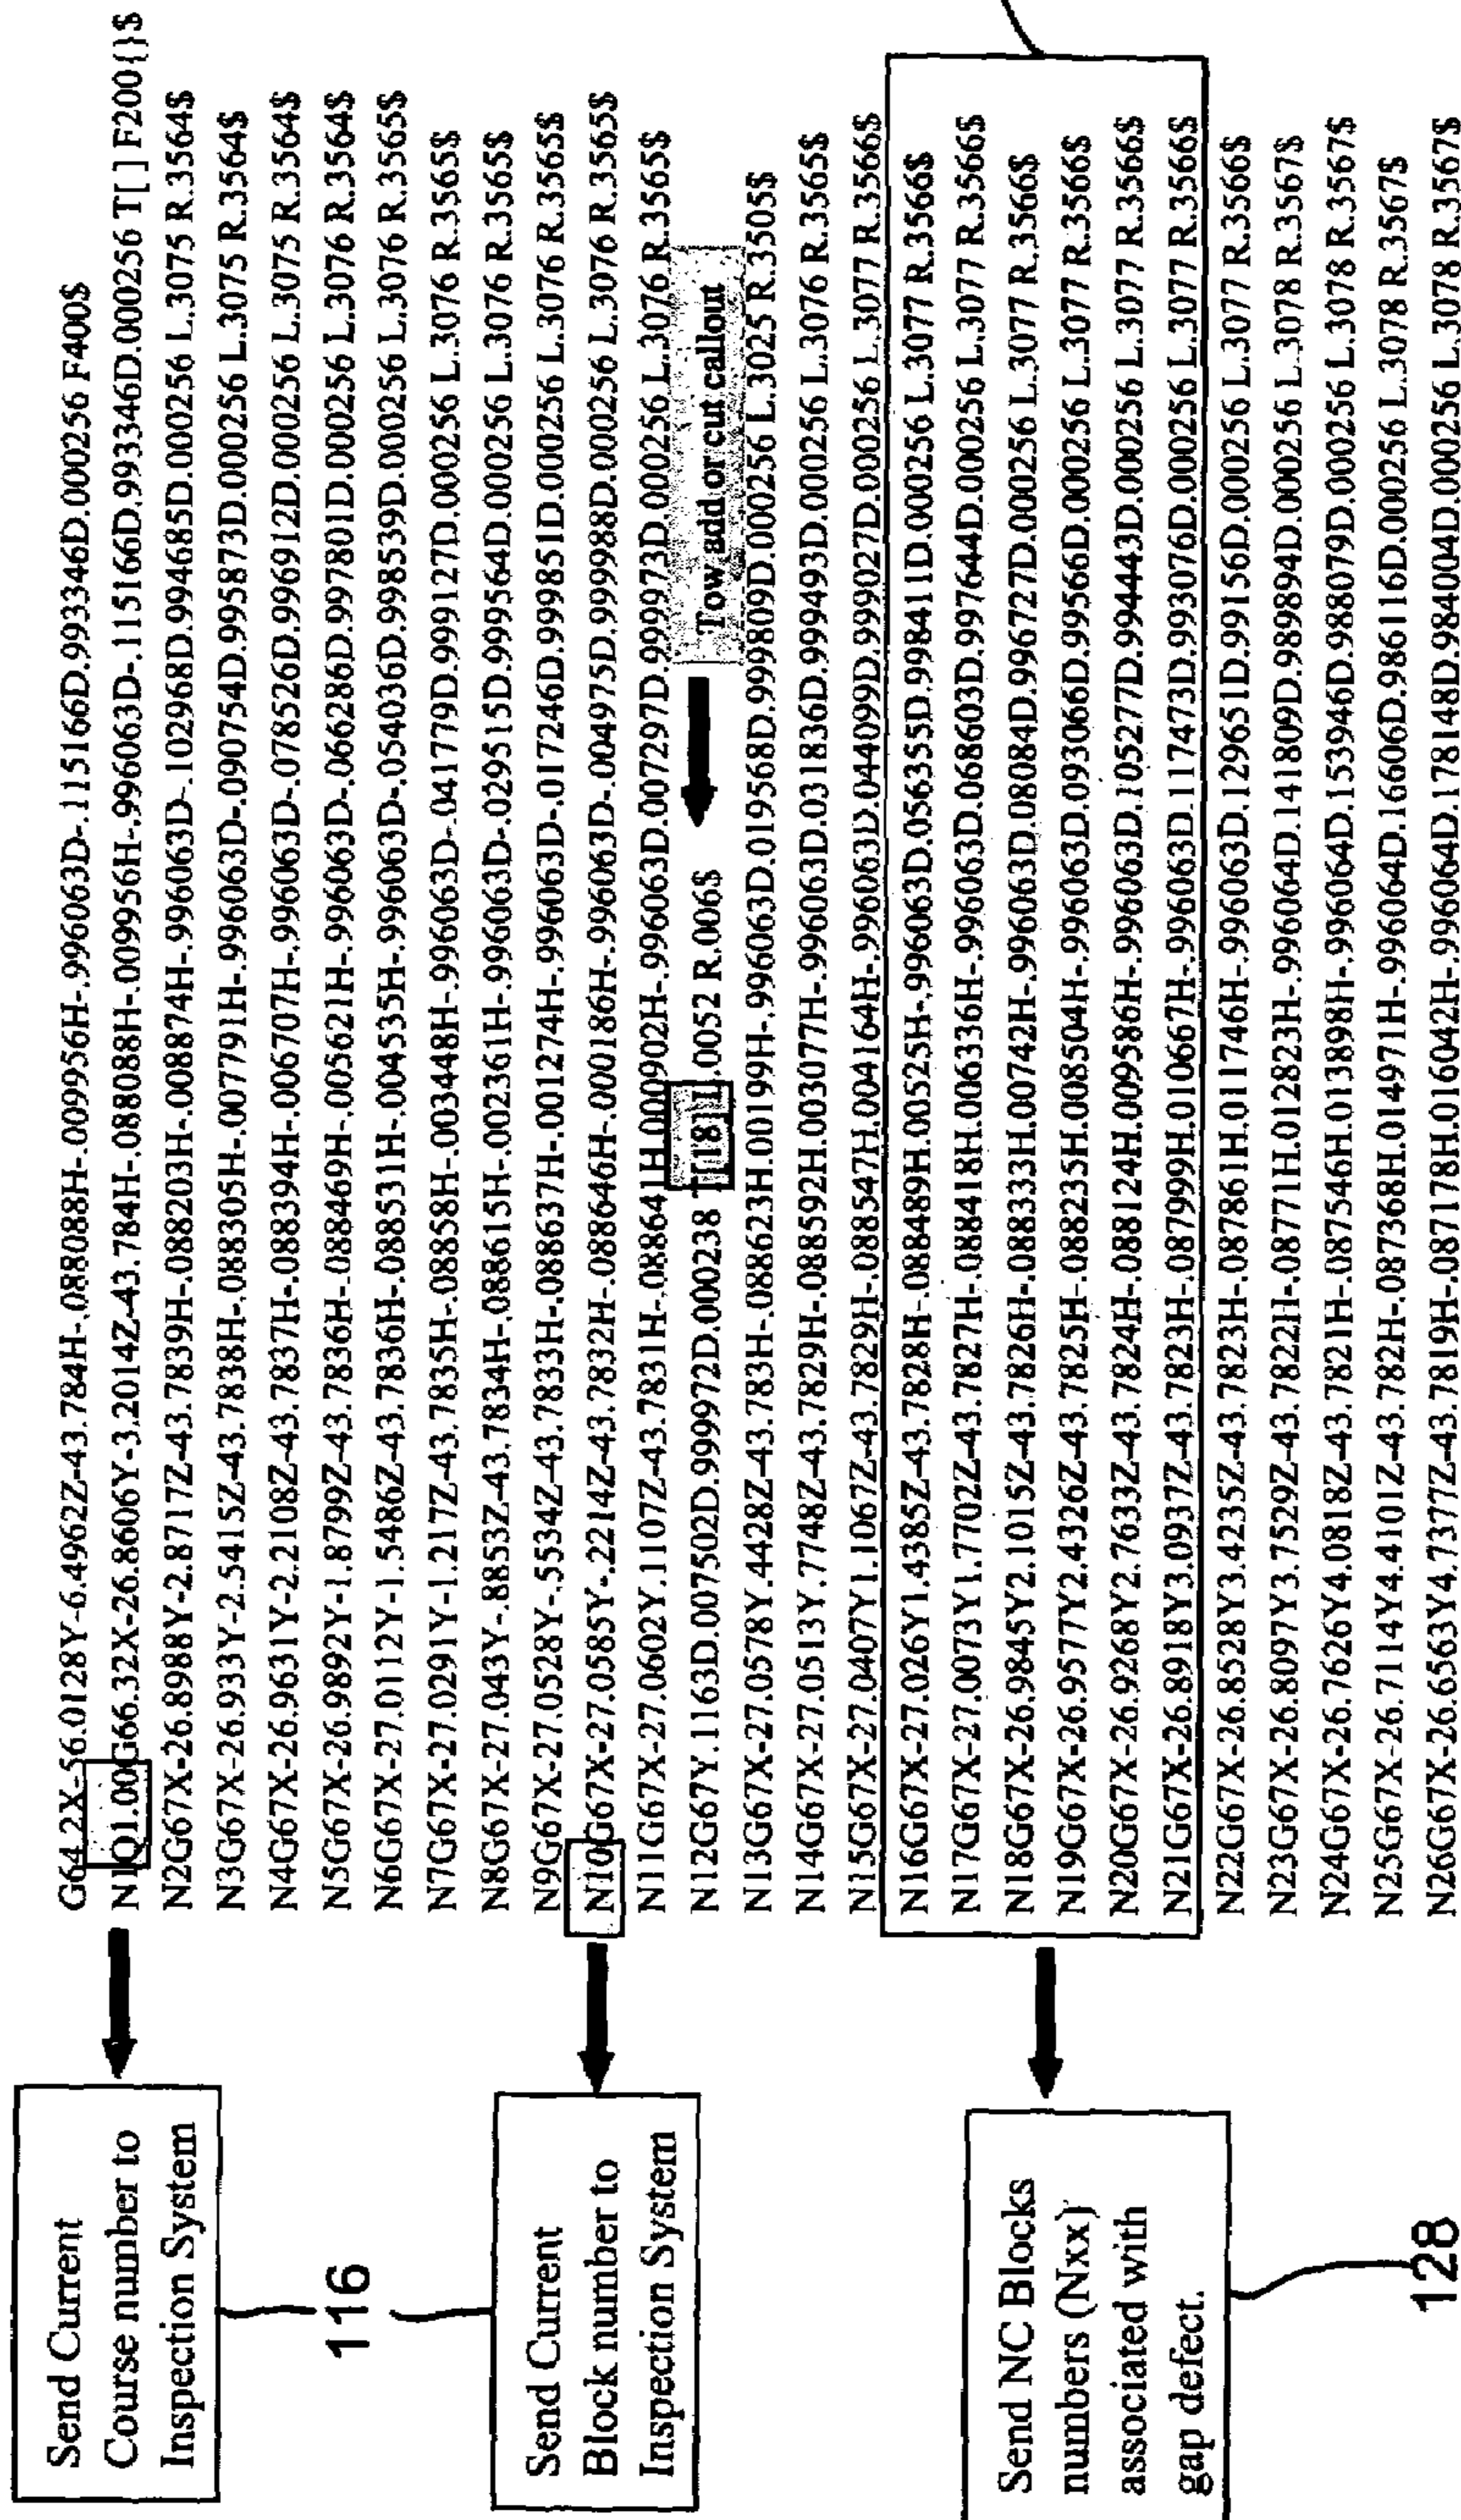 Send Current
Course number to
Inspection System
116
Send Current
Block number to
Inspection System
Send NC Blocks
numbers (Nxx)
associated with
gap defect.
128
G64.2X-56.0128Y-6.4962Z-43.784H-.088088H-.009956H-.996063D-.115166D.993346D.000256 F400$
N1Q1.00G66.32X-26.8606Y-3.2014Z-43.784H-.088088H-.009956H-.996063D-.115166D.993346D.000256 T[] F200{}$
N2G67X-26.8988Y-2.8717Z-43.7839H-.088203H-.008874H-.996063D-.102968D.994685D.000256 L.3075 R.3564$
N3G67X-26.933Y-2.5415Z-43.7838H-.088305H-.007791H-.996063D-.090754D.995873D.000256 L.3075 R.3564$
N4G67X-26.9631Y-2.2108Z-43.7837H-.088394H-.006707H-.996063D-.078526D.996912D.000256 L.3075 R.3564$
N5G67X-26.9892Y-1.8799Z-43.7836H-.088469H-.005621H-.996063D-.066286D.997801D.000256 L.3076 R.3564$
N6G67X-27.0112Y-1.5486Z-43.7836H-.088531H-.004535H-.996063D-.054036D.998539D.000256 L.3076 R.3565$
N7G67X-27.0291Y-1.217Z-43.7835H-.08858H-.003448H-.996063D-.041779D.999127D.000256 L.3076 R.3565$
N8G67X-27.043Y-.8853Z-43.7834H-.088615H-.002361H-.996063D-.029515D.999564D.000256 L.3076 R.3565$
N9G67X-27.0528Y-.5534Z-43.7833H-.088637H-.001274H-.996063D-.017246D.999851D.000256 L.3076 R.3565$
N10G67X-27.0585Y-.2214Z-43.7832H-.088646H-.000186H-.996063D-.004975D.999988D.000256 L.3076 R.3565$
N11G67X-27.0602Y.1107Z-43.7831H-.088641H.000902H-.996063D.007297D.999973D.000256 L.3076 R.3565$
N12G67Y.1163D.007502D.999972D.000238 T[18]L.0052 R.006$
Tow add or cut callout
N13G67X-27.0578Y.4428Z-43.783H-.088623H.00199H-.996063D.019568D.999809D.000256 L.3025 R.3505$
N14G67X-27.0513Y.7748Z-43.7829H-.088592H.003077H-.996063D.031836D.999493D.000256 L.3076 R.3565$
N15G67X-27.0407Y1.1067Z-43.7829H-.088547H.004164H-.996063D.044099D.999027D.000256 L.3077 R.3566$
N16G67X-27.026Y1.4385Z-43.7828H-.088489H.00525H-.996063D.056355D.998411D.000256 L.3077 R.3566$
N17G67X-27.0073Y1.7702Z-43.7827H-.088418H.006336H-.996063D.068603D.997644D.000256 L.3077 R.3566$
N18G67X-26.9845Y2.1015Z-43.7826H-.088333H.00742H-.996063D.08084D.996727D.000256 L.3077 R.3566$
N19G67X-26.9577Y2.4326Z-43.7825H-.088235H.008504H-.996063D.093066D.99566D.000256 L.3077 R.3566$
N20G67X-26.9268Y2.7633Z-43.7824H-.088124H.009586H-.996063D.105277D.994443D.000256 L.3077 R.3566$
N21G67X-26.8918Y3.0937Z-43.7823H-.087999H.010667H-.996063D.117473D.993076D.000256 L.3077 R.3566$
N22G67X-26.8528Y3.4235Z-43.7823H-.087861H.011746H-.996063D.129651D.99156D.000256 L.3077 R.3566$
N23G67X-26.8097Y3.7529Z-43.7822H-.08771H.012823H-.996064D.141809D.989894D.000256 L.3078 R.3567$
N24G67X-26.7626Y4.0818Z-43.7821H-.087546H.013898H-.996064D.153946D.988079D.000256 L.3078 R.3567$
N25G67X-26.7114Y4.4101Z-43.782H-.087368H.014971H-.996064D.16606D.986116D.000256 L.3078 R.3567$
N26G67X-26.6563Y4.7377Z-43.7819H-.087178H.016042H-.996064D.178148D.984004D.000256 L.3078 R.3567$